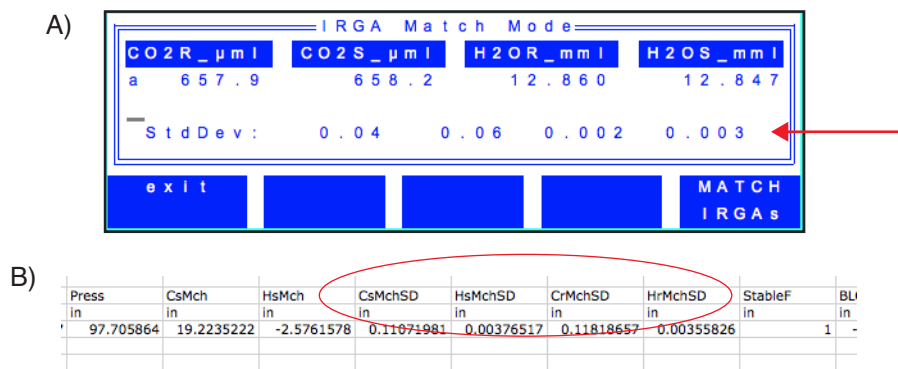 A)
IRGA Match Mode
CO2R_µml CO2S_µml H2OR_mml H2OS_mml
a 657.9 658.2 12.860 12.847
StdDev: 0.04 0.06 0.002 0.003
exit MATCH
IRGAs
B)
Press CsMch HsMch CsMchSD HsMchSD CrMchSD HrMchSD StableF
in in in in in in in in in
97.705864 19.2235222 -2.5761578 0.11071981 0.00376517 0.11818657 0.00355826 1 -